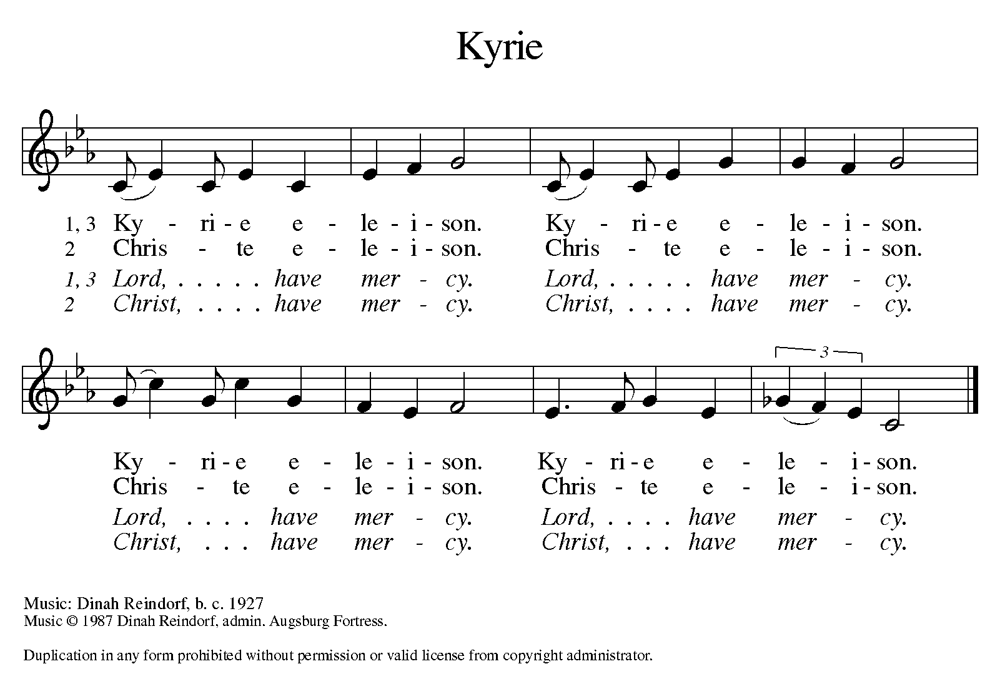 Kyrie
1, 3 Ky - ri - e e - le - i - son. Ky - ri - e e - le - i - son.
2 Chris - te e - le - i - son. Chris - te e - le - i - son.
1, 3 Lord, . . . . . have mer - cy. Lord, . . . . . have mer - cy.
2 Christ, . . . . have mer - cy. Christ, . . . . have mer - cy.
3
Ky - ri - e e - le - i - son. Ky - ri - e e - le - i - son.
Chris - te e - le - i - son. Chris - te e - le - i - son.
Lord, . . . . have mer - cy. Lord, . . . . have mer - cy.
Christ, . . . have mer - cy. Christ, . . . have mer - cy.
Music: Dinah Reindorf, b. c. 1927
Music © 1987 Dinah Reindorf, admin. Augsburg Fortress.
Duplication in any form prohibited without permission or valid license from copyright administrator.